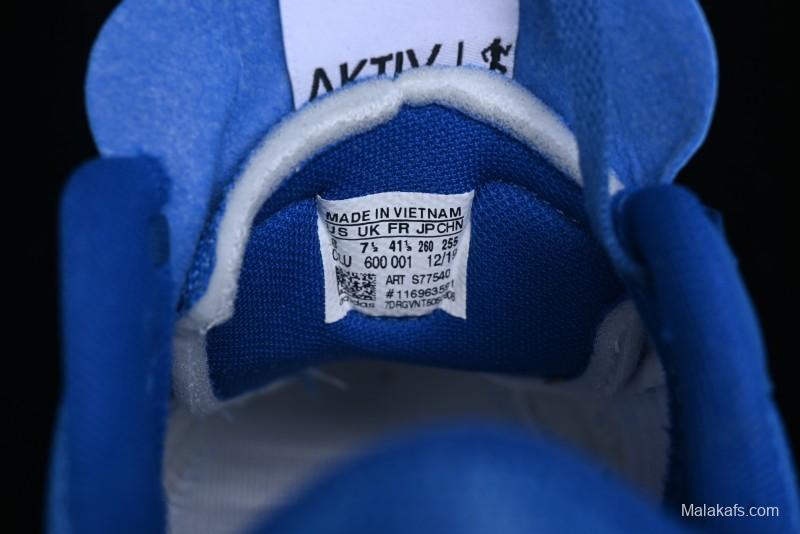 AKTIV
MADE IN VIETNAM
US UK FR JP CHN
7½ 41⅓ 260 255
CLU 600 001 12/19
ART S77540
adidas
Malakafs.com